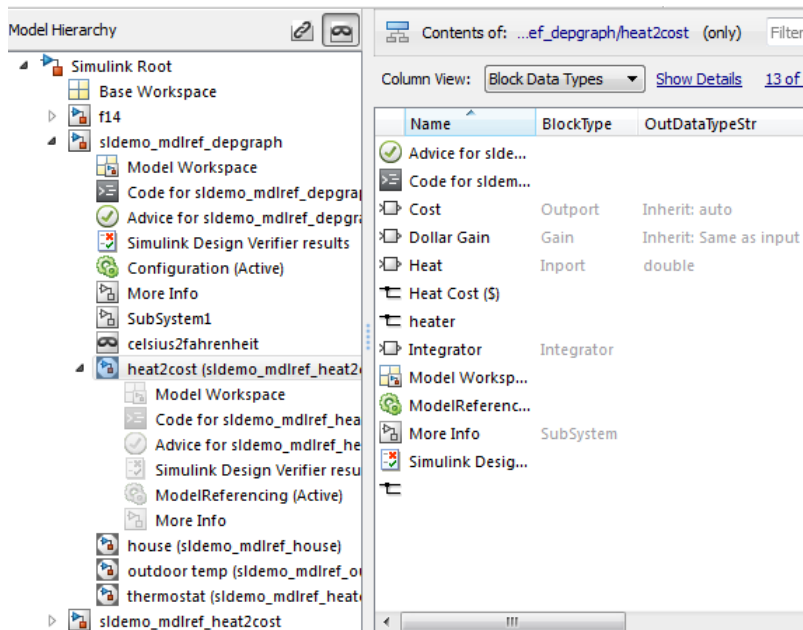 Model Hierarchy
Simulink Root
Base Workspace
f14
sldemo_mdlref_depgraph
Model Workspace
Code for sldemo_mdlref_depgra
Advice for sldemo_mdlref_depgra
Simulink Design Verifier results
Configuration (Active)
More Info
SubSystem1
celsius2fahrenheit
heat2cost (sldemo_mdlref_heat2
Model Workspace
Code for sldemo_mdlref_hea
Advice for sldemo_mdlref_he
Simulink Design Verifier resu
ModelReferencing (Active)
More Info
house (sldemo_mdlref_house)
outdoor temp (sldemo_mdlref_ou
thermostat (sldemo_mdlref_heate
sldemo_mdlref_heat2cost
Contents of: ...ef_depgraph/heat2cost (only) Filter
Column View: Block Data Types Show Details 13 of
Name BlockType OutDataTypeStr
Advice for slde...
Code for sldem...
Cost Outport Inherit: auto
Dollar Gain Gain Inherit: Same as input
Heat Inport double
Heat Cost ($)
heater
Integrator Integrator
Model Worksp...
ModelReferenc...
More Info SubSystem
Simulink Desig...